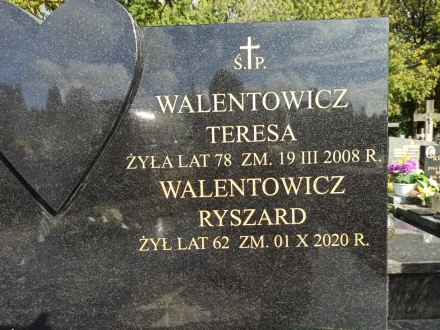 Ś.P.
WALENTOWICZ
TERESA
ŻYŁA LAT 78 ZM. 19 III 2008 R.
WALENTOWICZ
RYSZARD
ŻYŁ LAT 62 ZM. 01 X 2020 R.